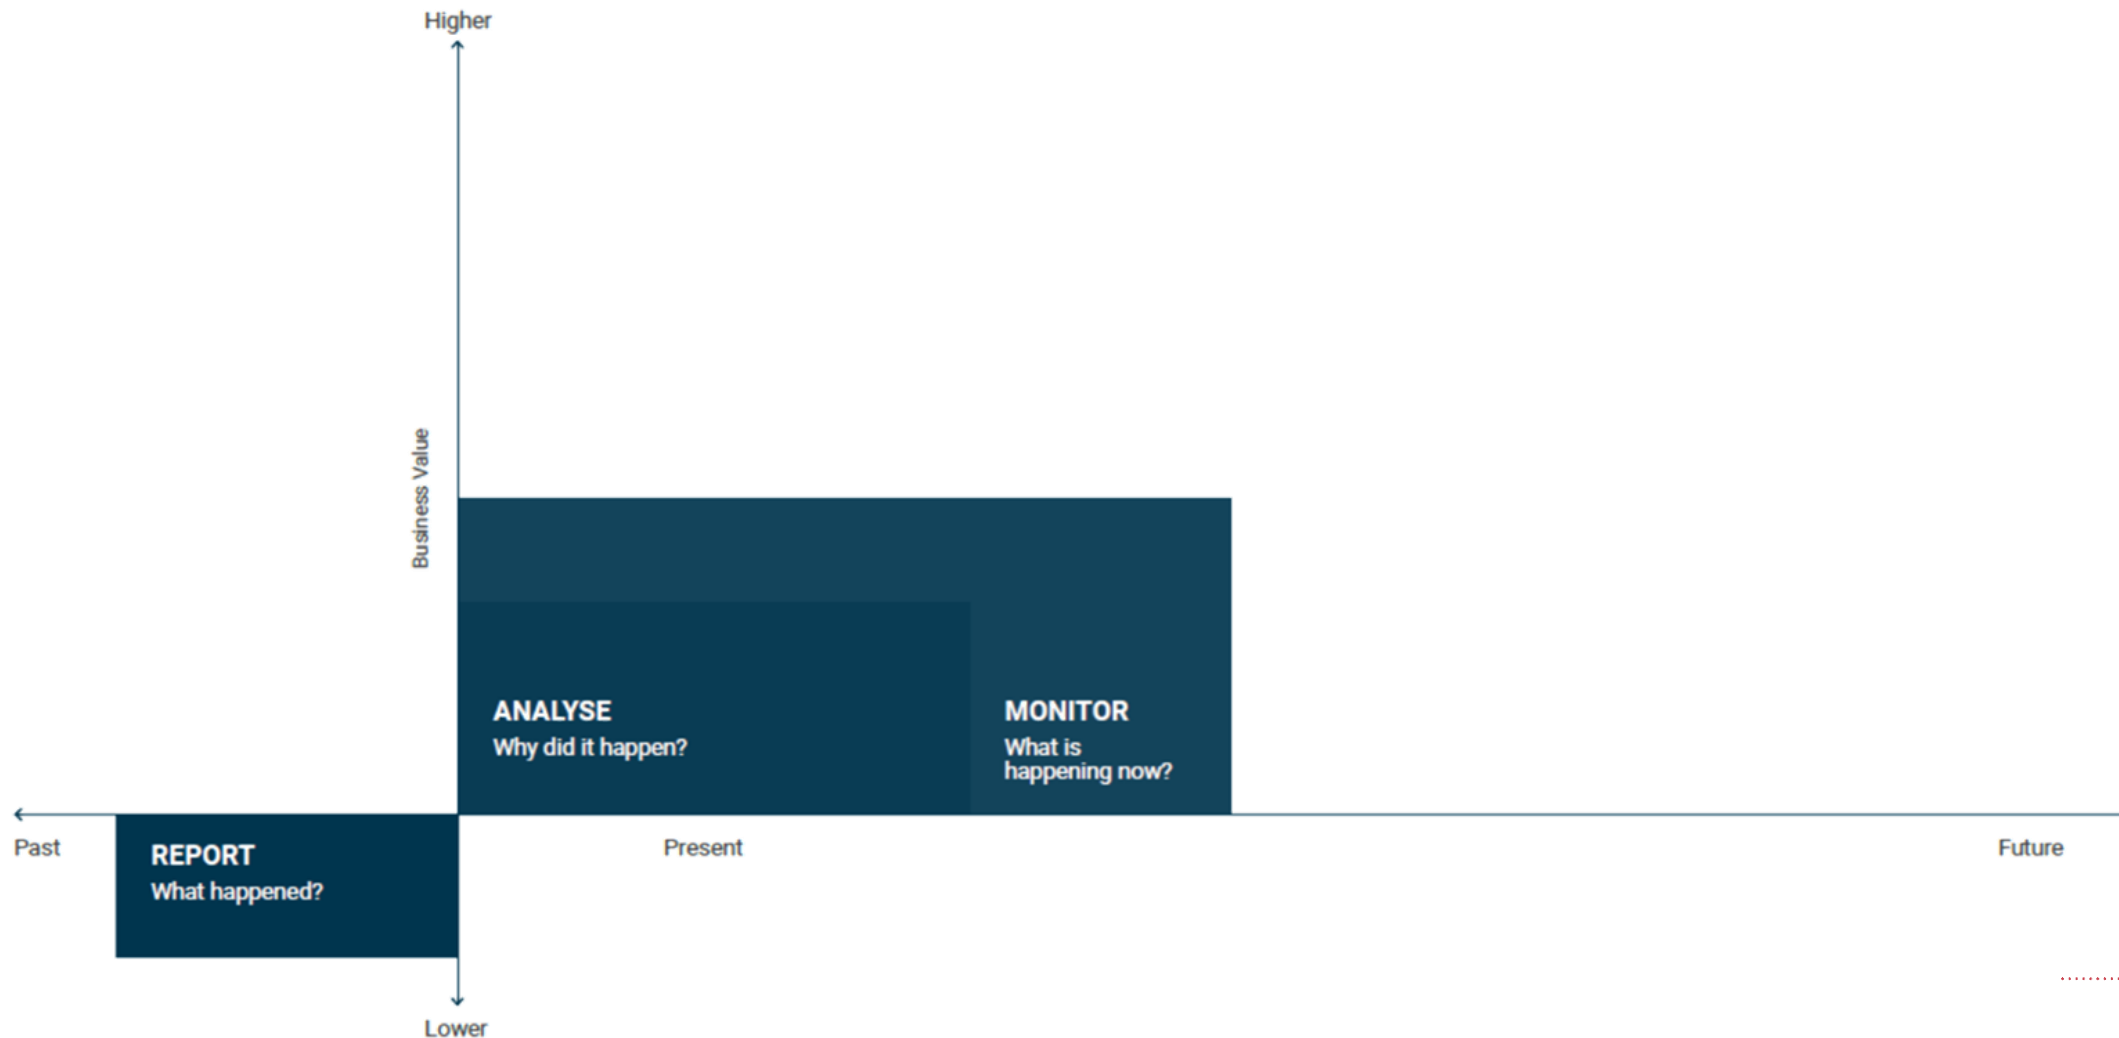 Higher
Business Value
ANALYSE
Why did it happen?
MONITOR
What is
happening now?
Past
Present
Future
REPORT
What happened?
Lower